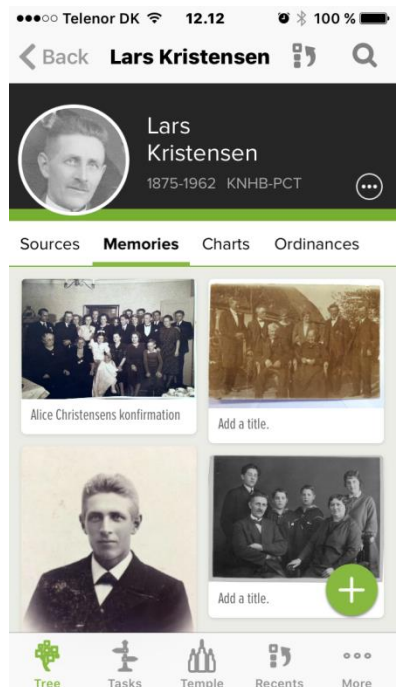 Telenor DK 12.12 100 %
Back Lars Kristensen
Lars
Kristensen
1875-1962 KNHB-PCT
Sources Memories Charts Ordinances
Alice Christensens konfirmation
Add a title.
Add a title.
Tree Tasks Temple Recents More